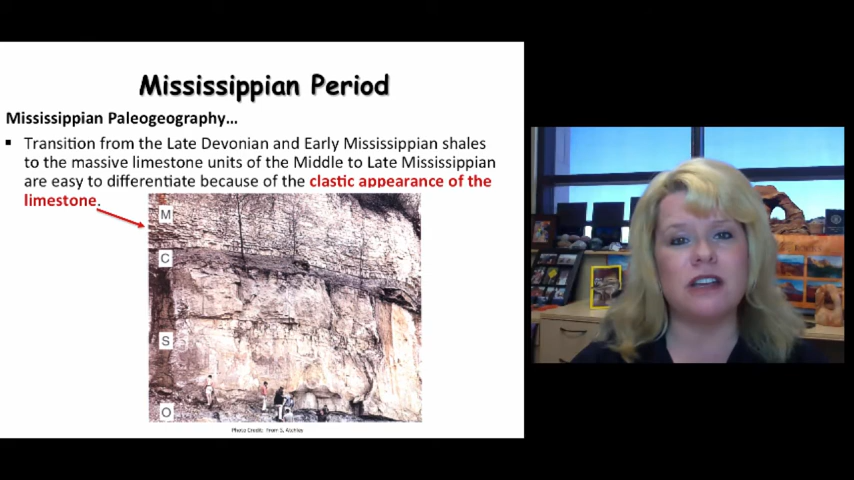 Mississippian Period
Mississippian Paleogeography...
▪ Transition from the Late Devonian and Early Mississippian shales
to the massive limestone units of the Middle to Late Mississippian
are easy to differentiate because of the clastic appearance of the
limestone.
M
C
S
O
Photo Credit: From S. Atchley